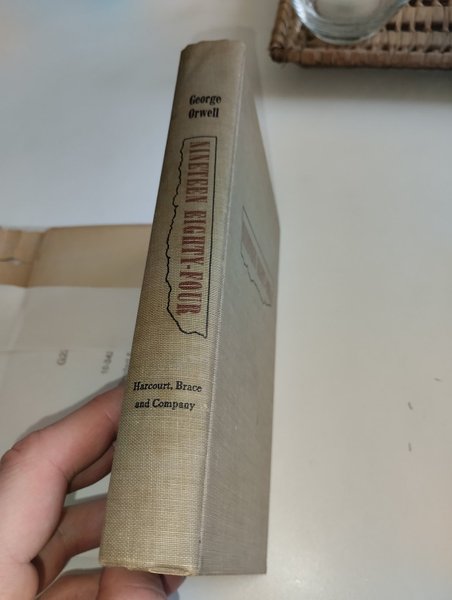 George
Orwell
NINETEEN EIGHTY-FOUR
Harcourt, Brace
and Company